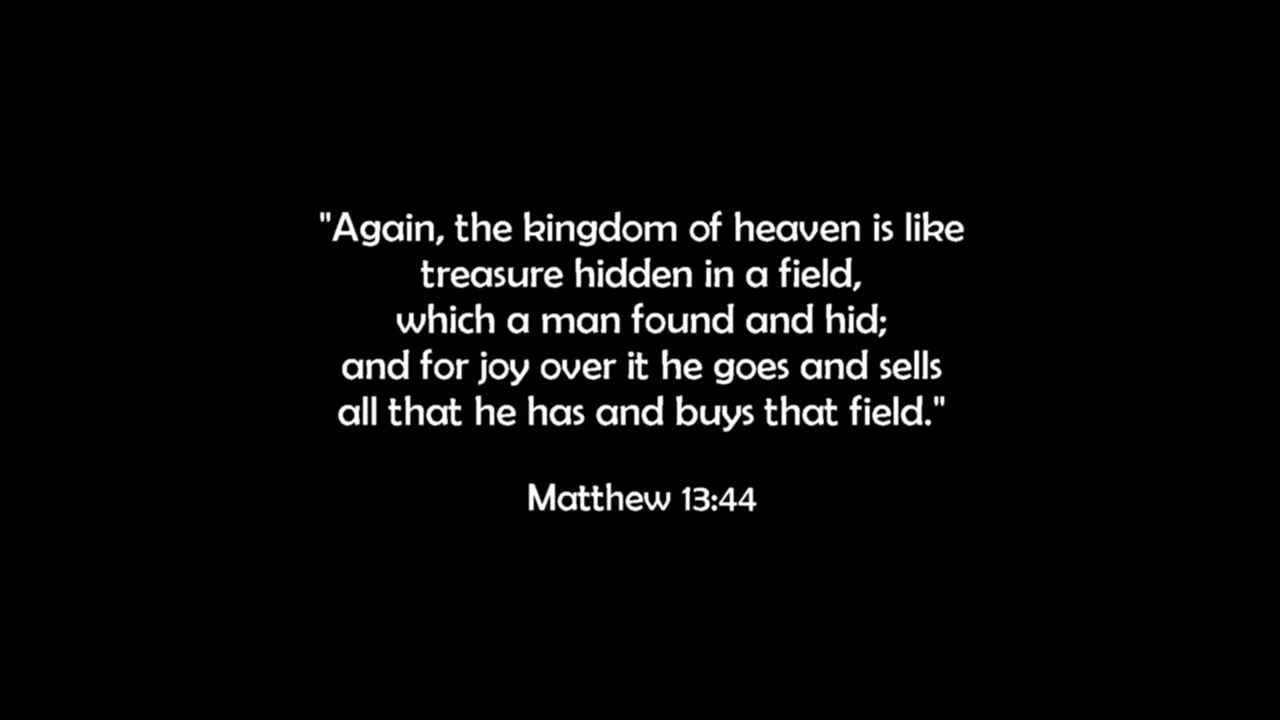 "Again, the kingdom of heaven is like
treasure hidden in a field,
which a man found and hid;
and for joy over it he goes and sells
all that he has and buys that field."
Matthew 13:44